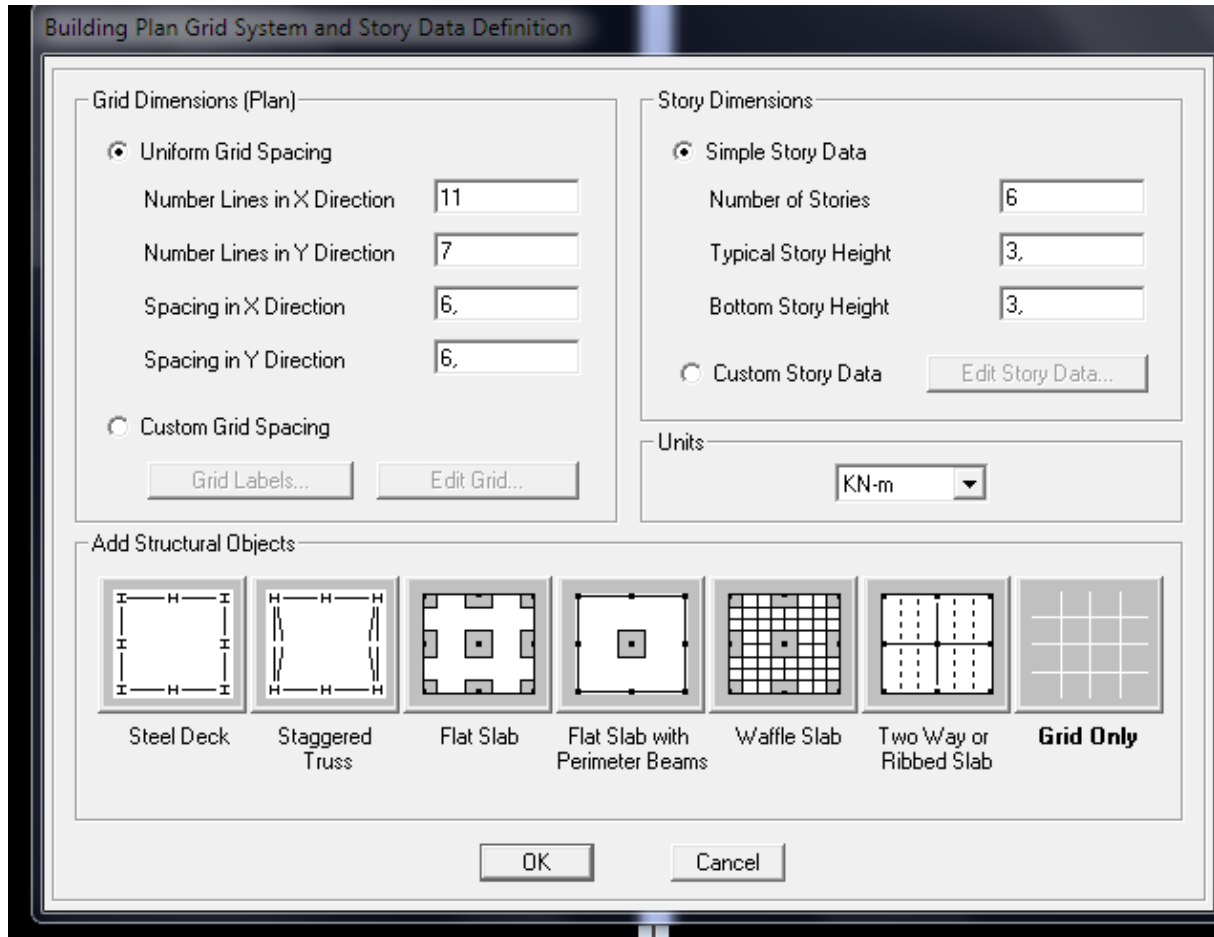 Building Plan Grid System and Story Data Definition
Grid Dimensions (Plan)
Uniform Grid Spacing
Number Lines in X Direction 11
Number Lines in Y Direction 7
Spacing in X Direction 6,
Spacing in Y Direction 6,
Custom Grid Spacing
Grid Labels... Edit Grid...
Story Dimensions
Simple Story Data
Number of Stories 6
Typical Story Height 3,
Bottom Story Height 3,
Custom Story Data Edit Story Data...
Units
KN-m
Add Structural Objects
Steel Deck
Staggered
Truss
Flat Slab
Flat Slab with
Perimeter Beams
Waffle Slab
Two Way or
Ribbed Slab
Grid Only
OK Cancel